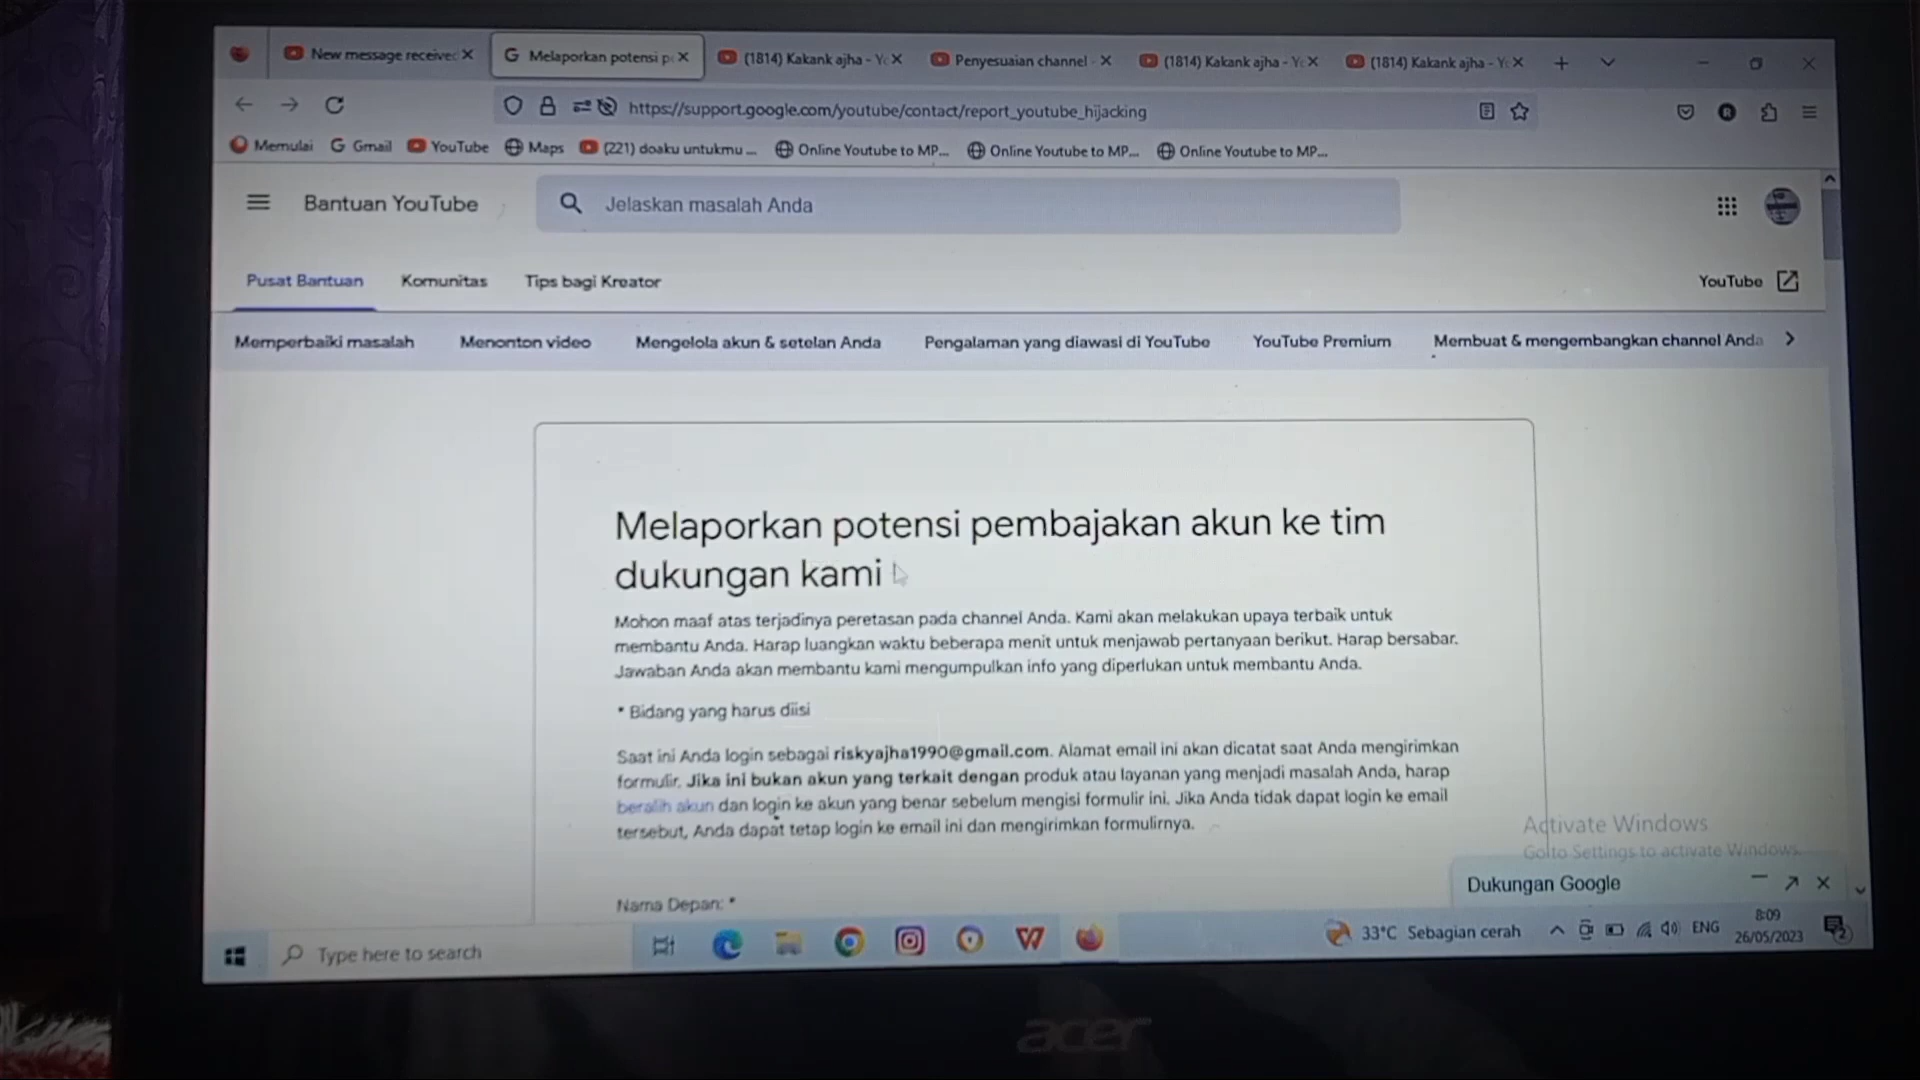 New message received
Melaporkan potensi p
(1814) Kakank ajha - Y
Penyesuaian channel -
(1814) Kakank ajha - Y
(1814) Kakank ajha - Y
https://support.google.com/youtube/contact/report_youtube_hijacking
Memulai
Gmail
YouTube
Maps
(221) doaku untukmu ...
Online Youtube to MP...
Online Youtube to MP...
Online Youtube to MP...
Bantuan YouTube
Jelaskan masalah Anda
Pusat Bantuan
Komunitas
Tips bagi Kreator
YouTube
Memperbaiki masalah
Menonton video
Mengelola akun & setelan Anda
Pengalaman yang diawasi di YouTube
YouTube Premium
Membuat & mengembangkan channel Anda
Melaporkan potensi pembajakan akun ke tim
dukungan kami
Mohon maaf atas terjadinya peretasan pada channel Anda. Kami akan melakukan upaya terbaik untuk
membantu Anda. Harap luangkan waktu beberapa menit untuk menjawab pertanyaan berikut. Harap bersabar.
Jawaban Anda akan membantu kami mengumpulkan info yang diperlukan untuk membantu Anda.
* Bidang yang harus diisi
Saat ini Anda login sebagai riskyajha1990@gmail.com. Alamat email ini akan dicatat saat Anda mengirimkan
formulir. Jika ini bukan akun yang terkait dengan produk atau layanan yang menjadi masalah Anda, harap
beralih akun dan login ke akun yang benar sebelum mengisi formulir ini. Jika Anda tidak dapat login ke email
tersebut, Anda dapat tetap login ke email ini dan mengirimkan formulirnya.
Nama Depan: *
Activate Windows
Go to Settings to activate Windows.
Dukungan Google
Type here to search
33°C Sebagian cerah
ENG
8:09
26/05/2023
2
acer